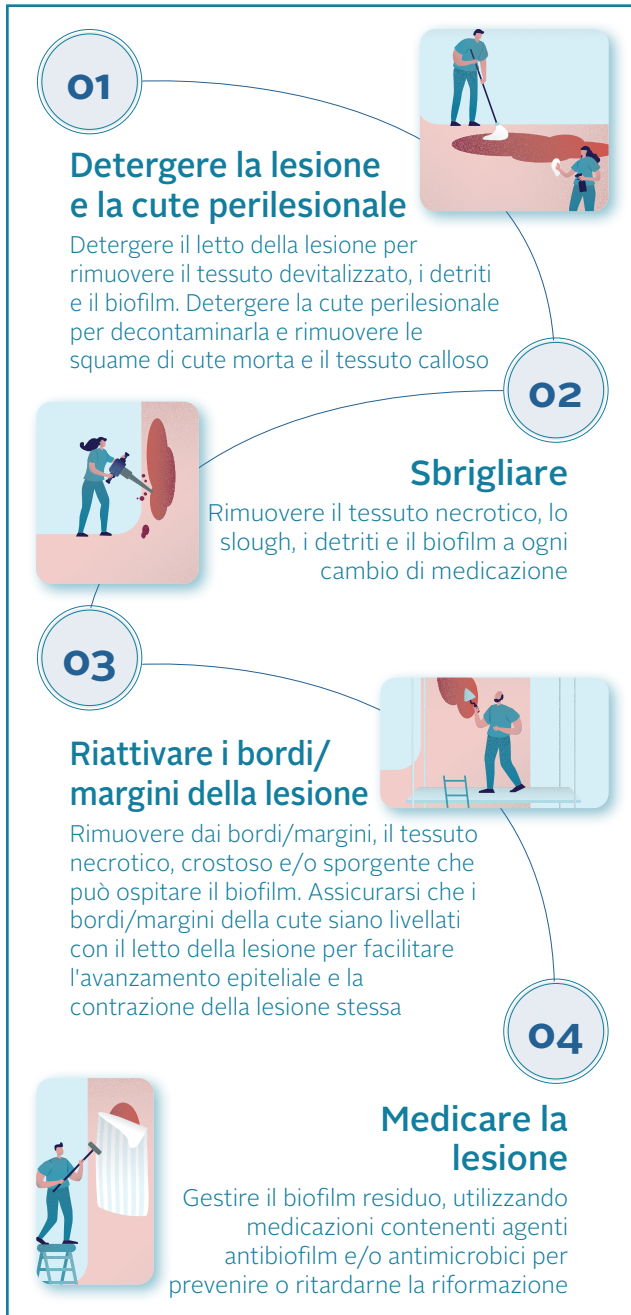 01
Detergere la lesione
e la cute perilesionale
Detergere il letto della lesione per
rimuovere il tessuto devitalizzato, i detriti
e il biofilm. Detergere la cute perilesionale
per decontaminarla e rimuovere le
squame di cute morta e il tessuto calloso
02
Sbrigliare
Rimuovere il tessuto necrotico, lo
slough, i detriti e il biofilm a ogni
cambio di medicazione
03
Riattivare i bordi/
margini della lesione
Rimuovere dai bordi/margini, il tessuto
necrotico, crostoso e/o sporgente che
può ospitare il biofilm. Assicurarsi che i
bordi/margini della cute siano livellati
con il letto della lesione per facilitare
l'avanzamento epiteliale e la
contrazione della lesione stessa
04
Medicare la
lesione
Gestire il biofilm residuo, utilizzando
medicazioni contenenti agenti
antibiofilm e/o antimicrobici per
prevenire o ritardarne la riformazione